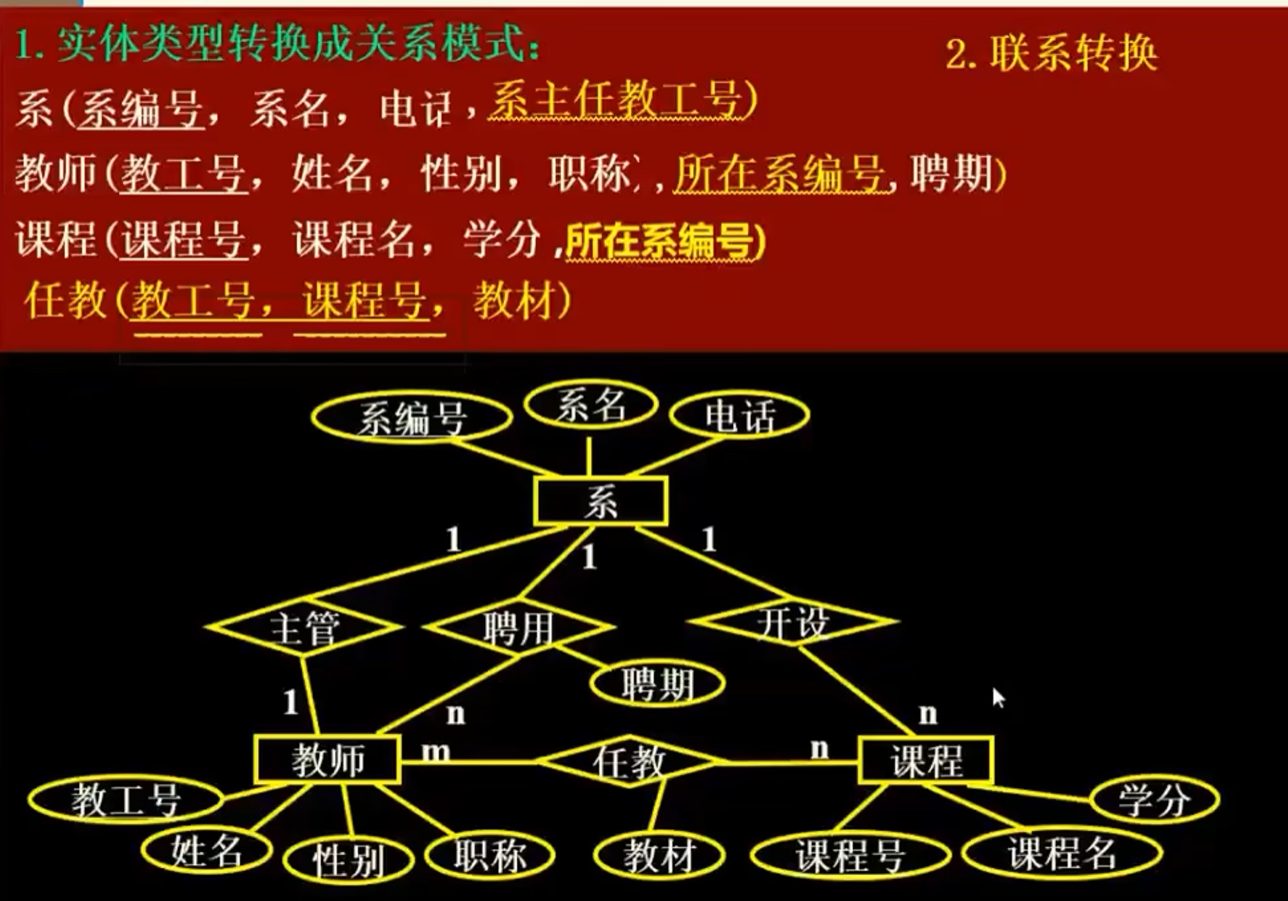 1.实体类型转换成关系模式：
2.联系转换
系(系编号，系名，电话，系主任教工号)
教师(教工号，姓名，性别，职称)，所在系编号,聘期)
课程(课程号，课程名，学分,所在系编号)
任教(教工号，课程号，教材)
系编号 系名 电话
系
1 1 1
主管 聘用 开设
聘期
1 n n
教师 m 任教 n 课程
教工号 学分
姓名 性别 职称 教材 课程号 课程名